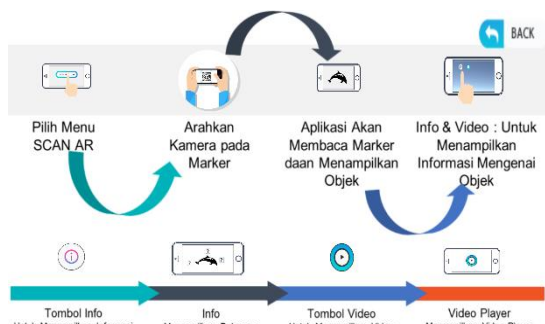 BACK
Pilih Menu
SCAN AR
Arahkan
Kamera pada
Marker
Aplikasi Akan
Membaca Marker
daan Menampilkan
Objek
Info & Video : Untuk
Menampilkan
Informasi Mengenai
Objek
Tombol Info
Info
Tombol Video
Video Player